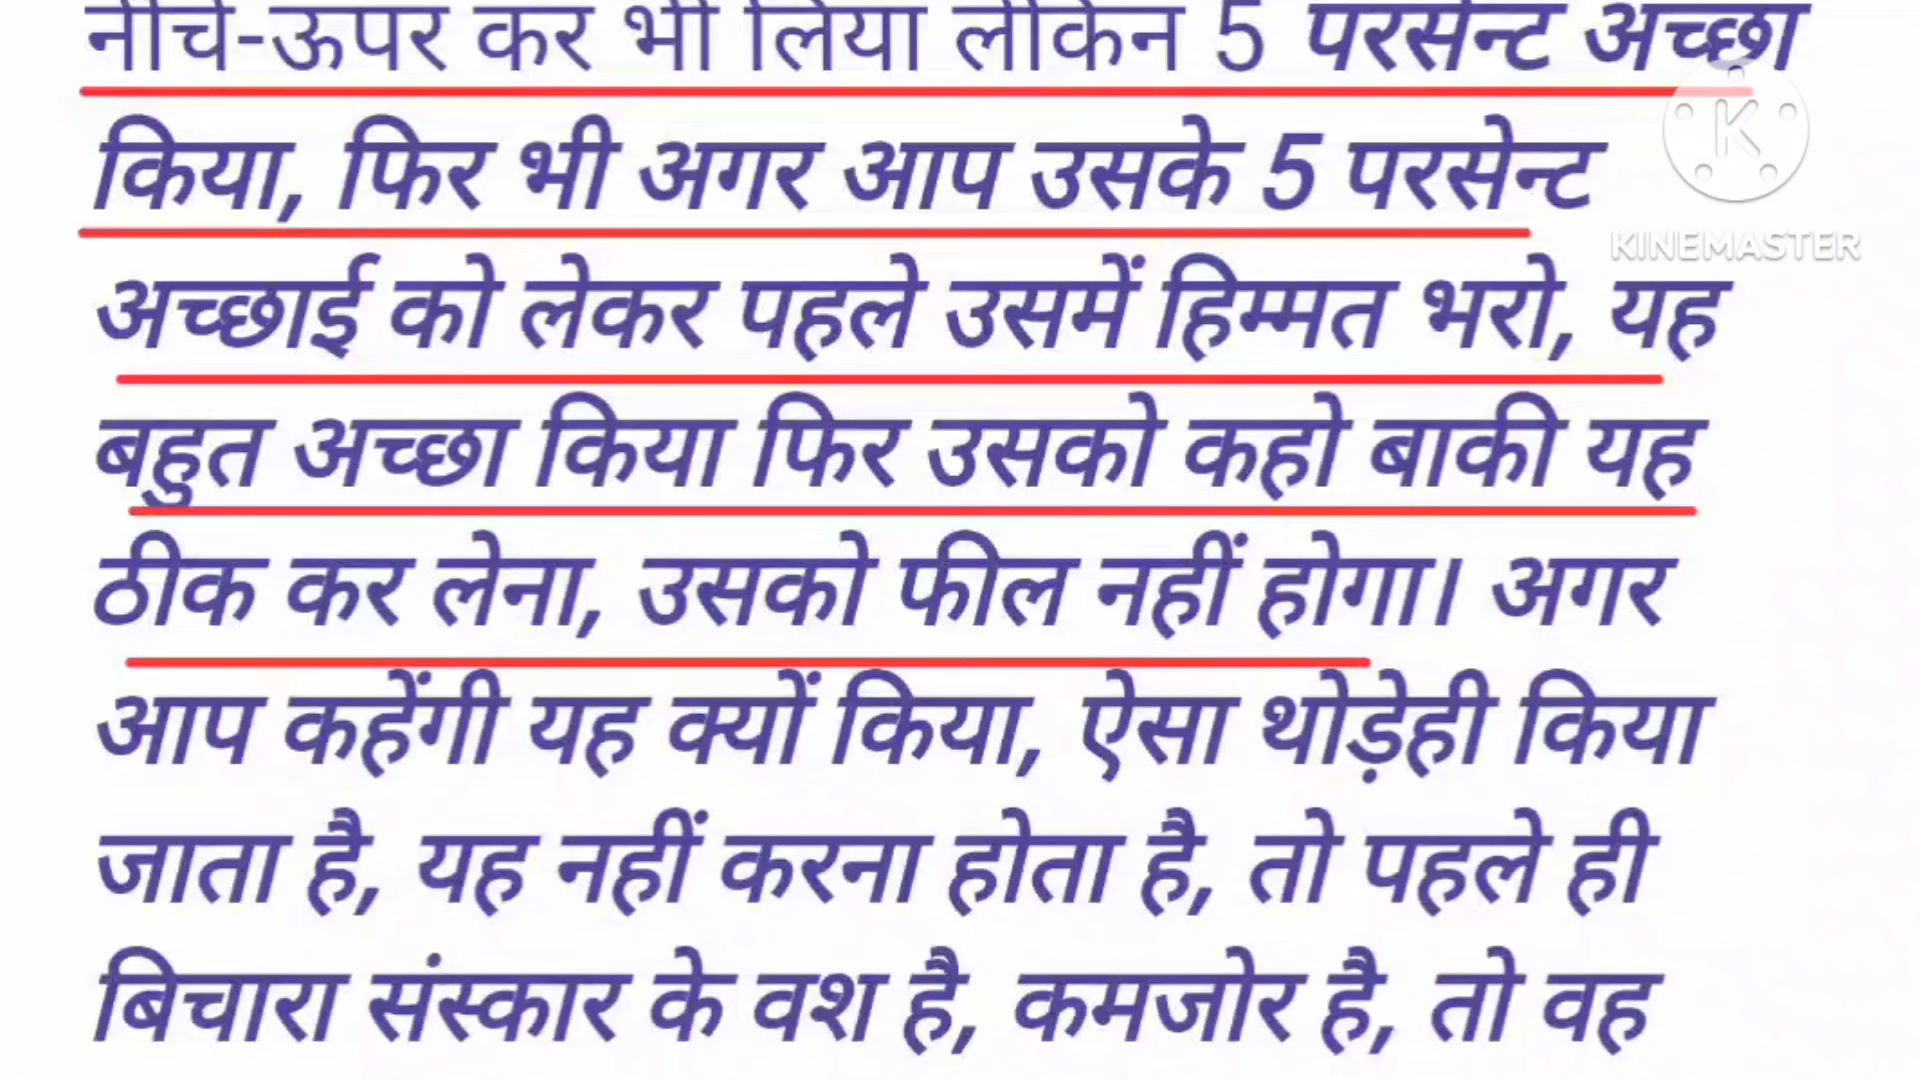 नीचे-ऊपर कर भी लिया लेकिन 5 परसेन्ट अच्छा
किया, फिर भी अगर आप उसके 5 परसेन्ट
अच्छाई को लेकर पहले उसमें हिम्मत भरो, यह
बहुत अच्छा किया फिर उसको कहो बाकी यह
ठीक कर लेना, उसको फील नहीं होगा। अगर
आप कहेंगी यह क्यों किया, ऐसा थोड़ेही किया
जाता है, यह नहीं करना होता है, तो पहले ही
बिचारा संस्कार के वश है, कमजोर है, तो वह
K
KINEMASTER